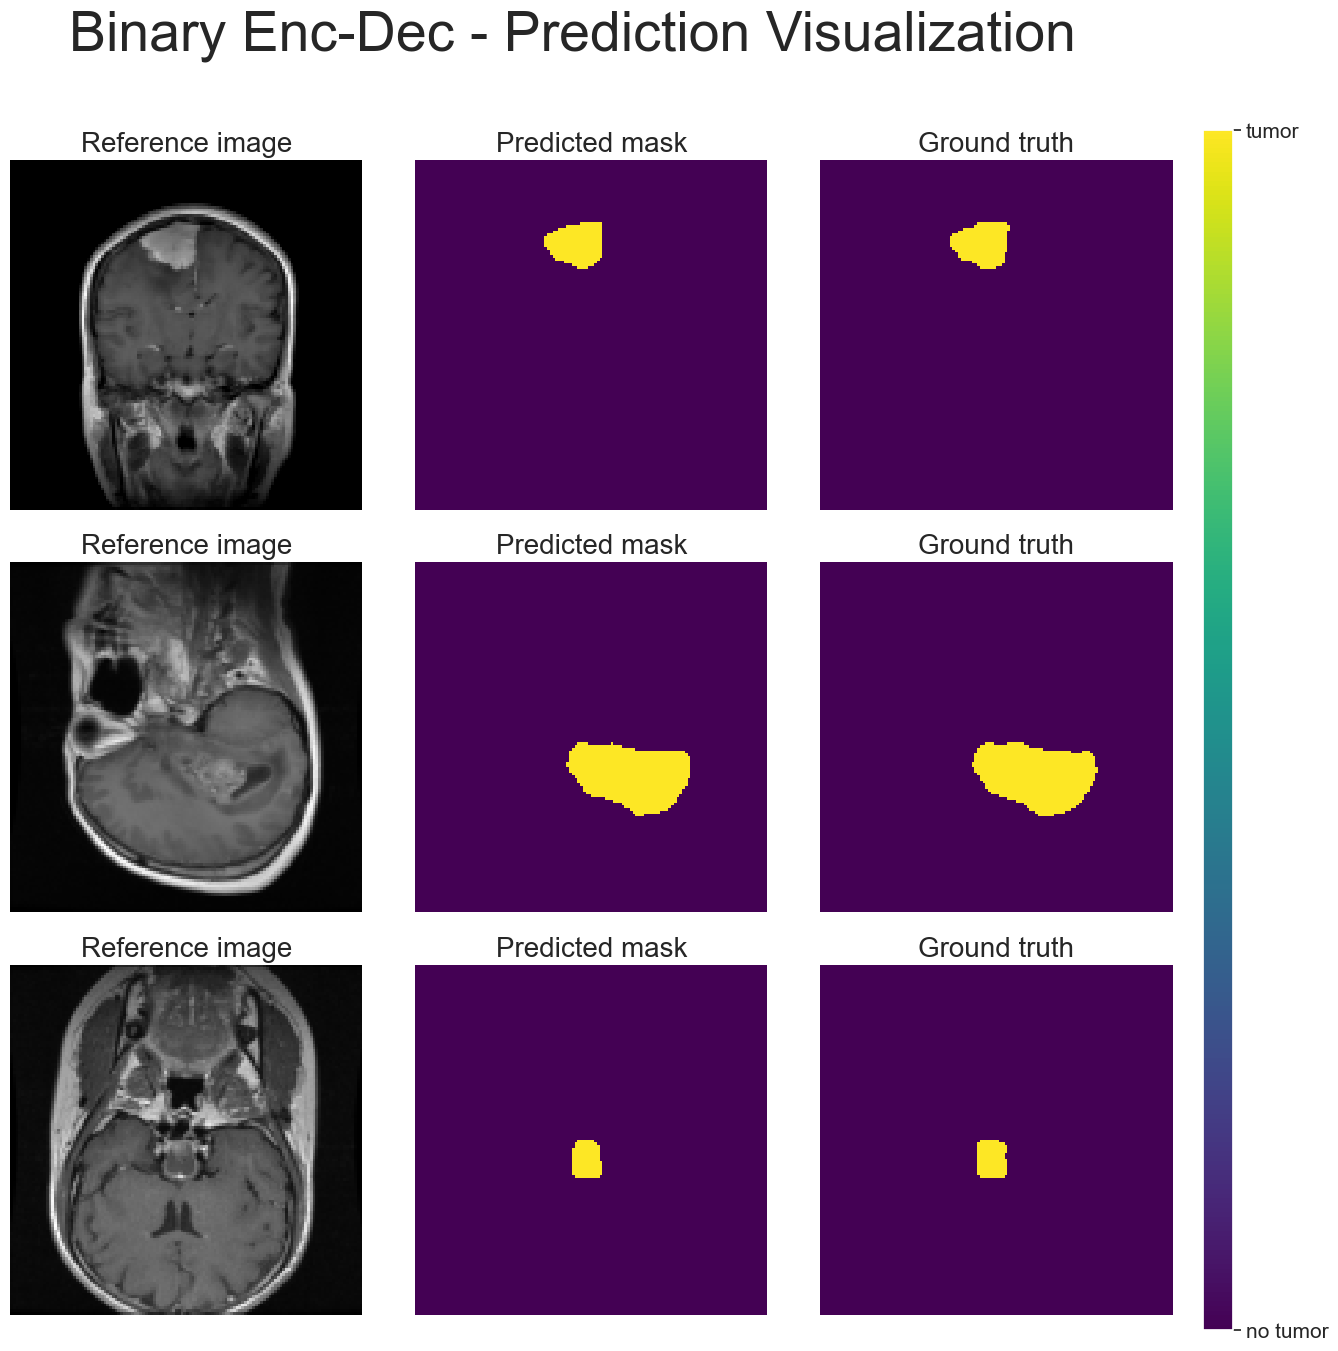 Binary Enc-Dec - Prediction Visualization
Reference image
Predicted mask
Ground truth
tumor
Reference image
Predicted mask
Ground truth
Reference image
Predicted mask
Ground truth
no tumor